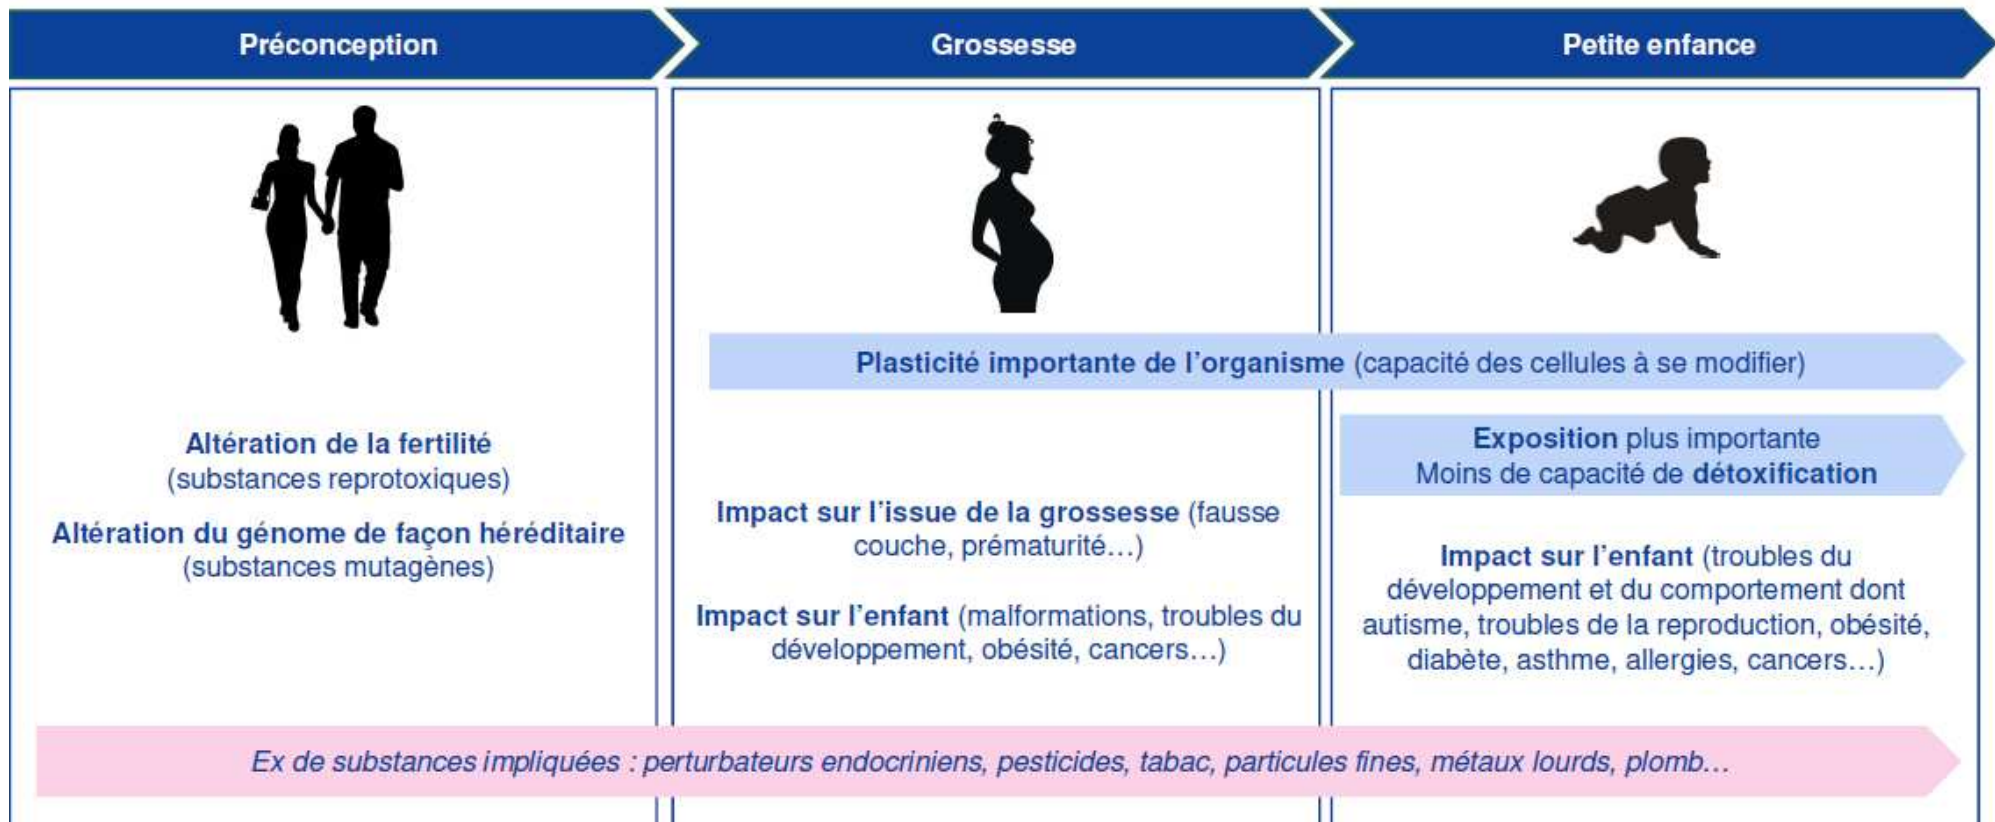 Préconception
Grossesse
Petite enfance
Plasticité importante de l'organisme (capacité des cellules à se modifier)
Altération de la fertilité
(substances reprotoxiques)
Altération du génome de façon héréditaire
(substances mutagènes)
Impact sur l'issue de la grossesse (fausse
couche, prématurité…)
Impact sur l'enfant (malformations, troubles du
développement, obésité, cancers…)
Exposition plus importante
Moins de capacité de détoxification
Impact sur l'enfant (troubles du
développement et du comportement dont
autisme, troubles de la reproduction, obésité,
diabète, asthme, allergies, cancers…)
Ex de substances impliquées : perturbateurs endocriniens, pesticides, tabac, particules fines, métaux lourds, plomb…